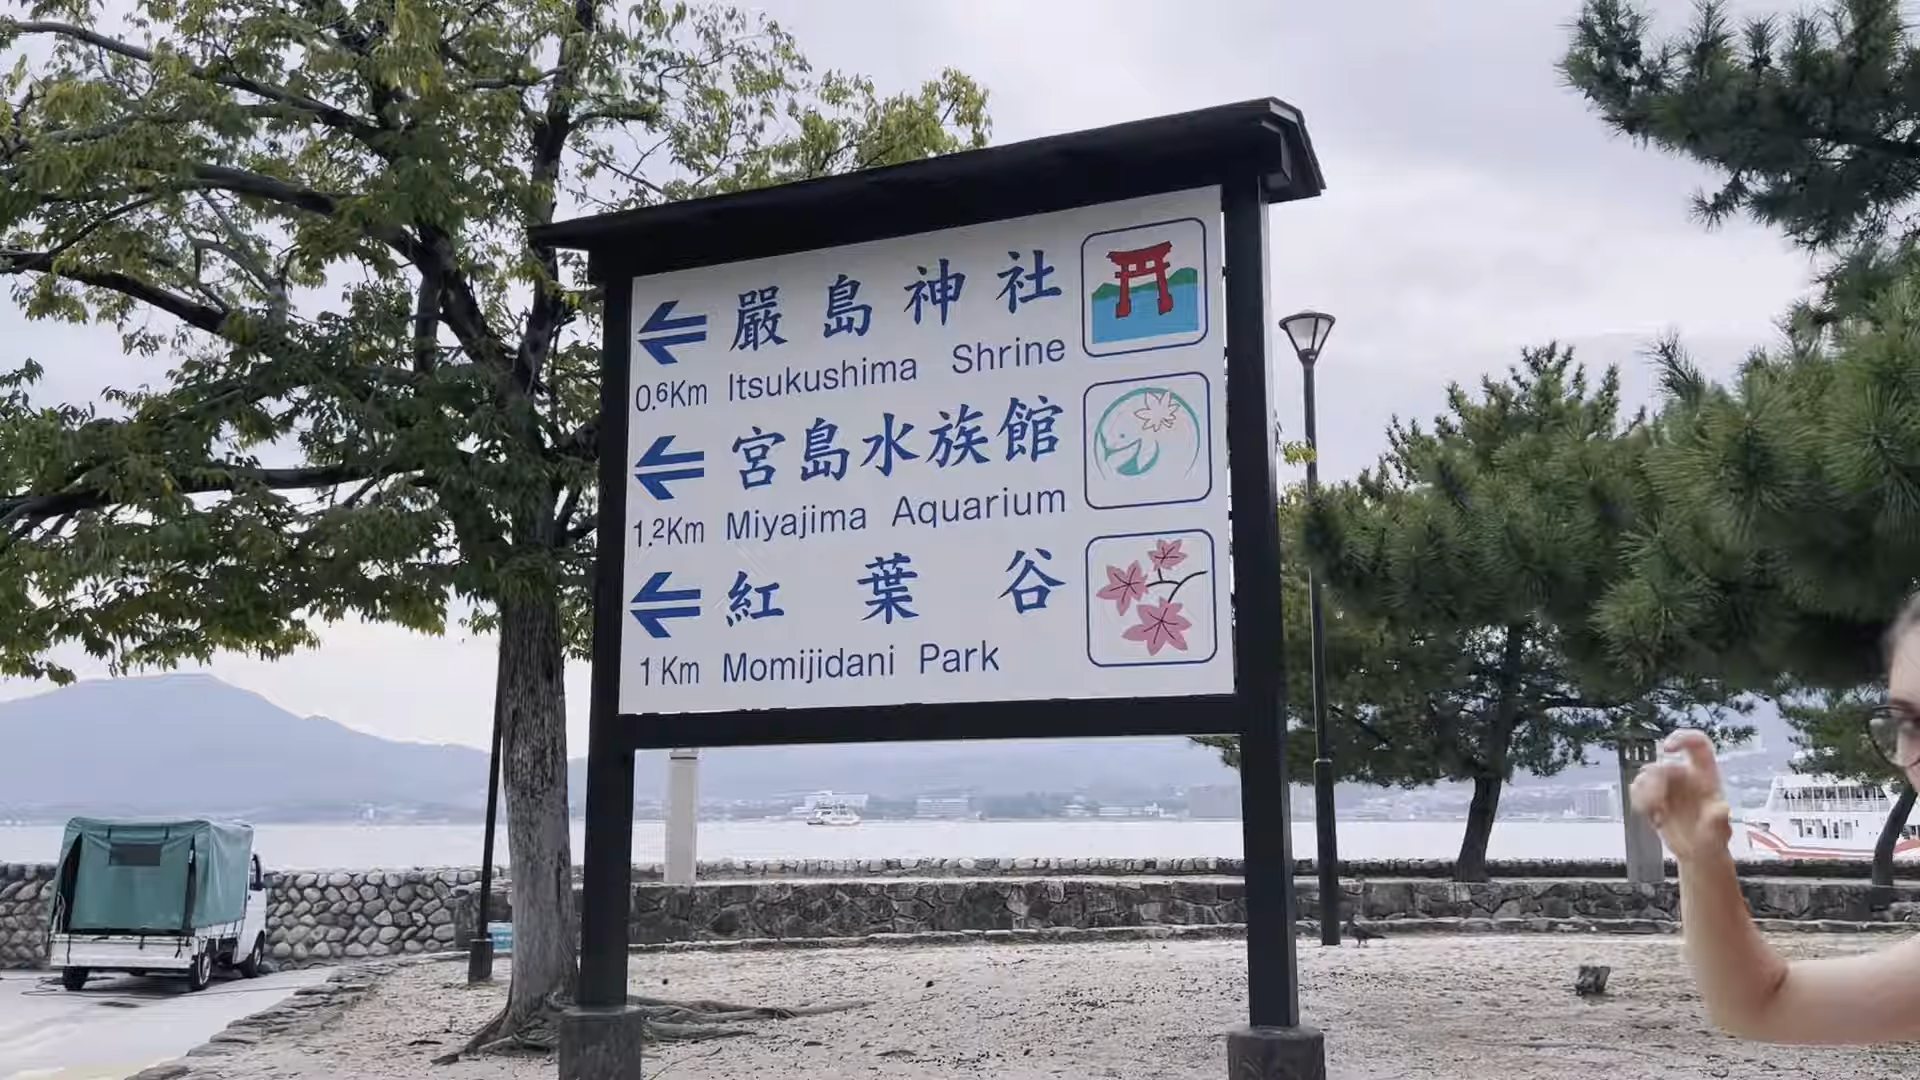 嚴島神社
0.6Km Itsukushima Shrine
宮島水族館
1.2Km Miyajima Aquarium
紅葉谷
1Km Momijidani Park